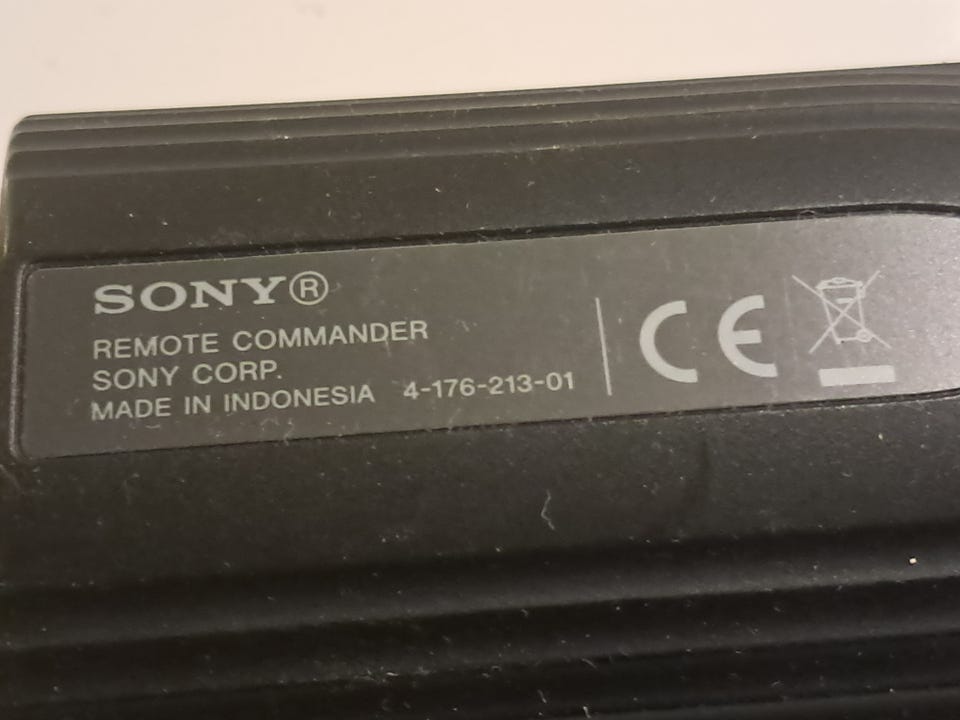 SONY®
REMOTE COMMANDER
SONY CORP.
MADE IN INDONESIA 4-176-213-01
CE